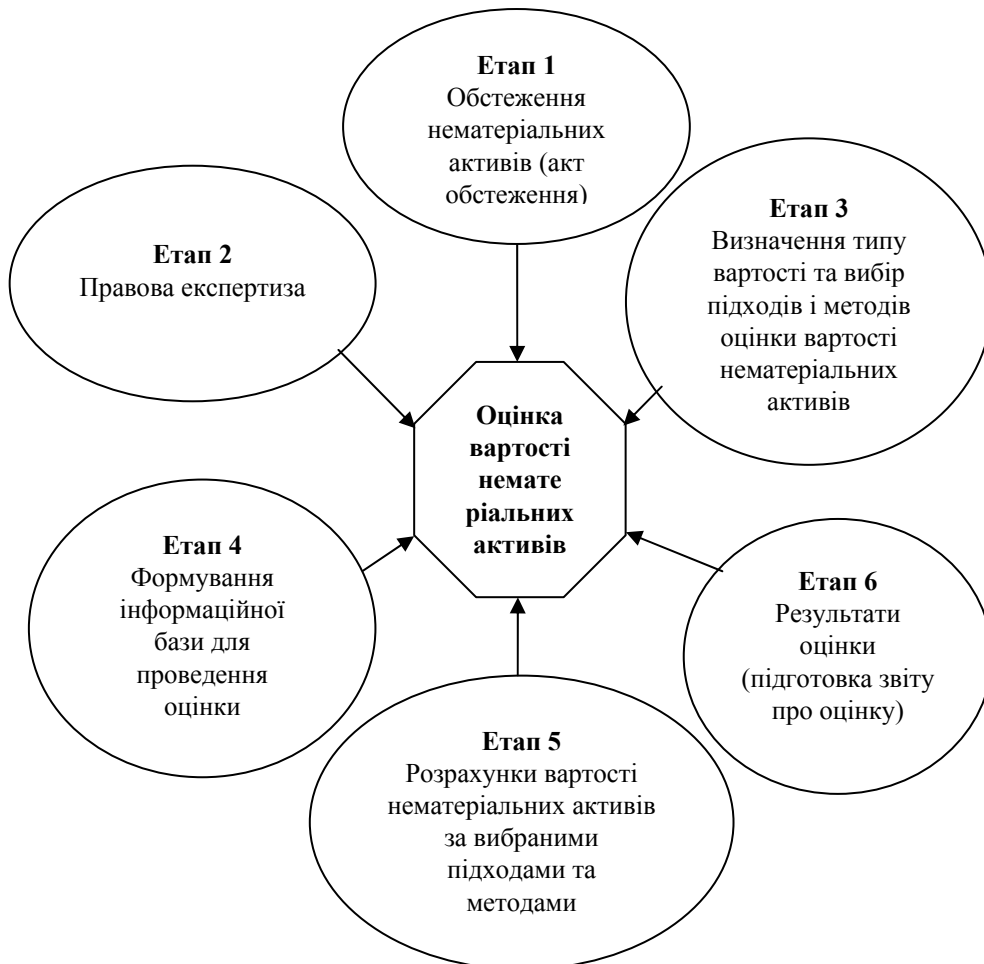 Етап 1
Обстеження
нематеріальних
активів (акт
обстеження)
Етап 2
Правова експертиза
Етап 3
Визначення типу
вартості та вибір
підходів і методів
оцінки вартості
нематеріальних
активів
Оцінка
вартості
немате
ріальних
активів
Етап 4
Формування
інформаційної
бази для
проведення
оцінки
Етап 5
Розрахунки вартості
нематеріальних активів
за вибраними
підходами та
методами
Етап 6
Результати
оцінки
(підготовка звіту
про оцінку)